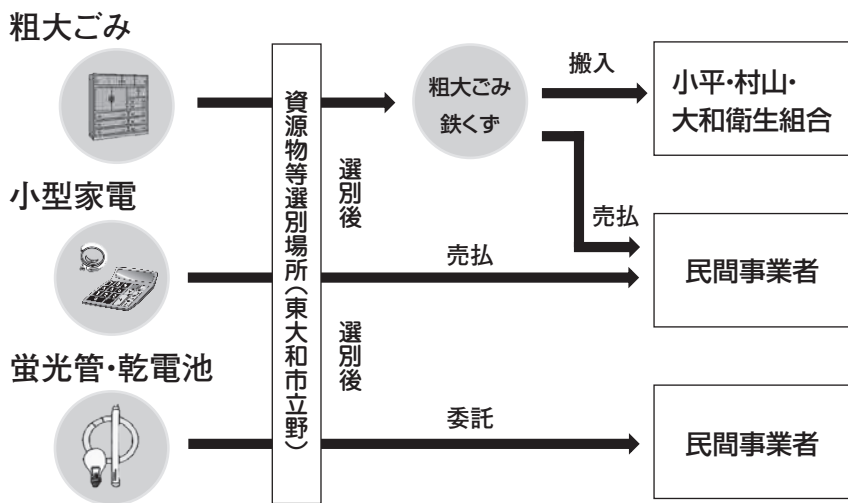 粗大ごみ
小型家電
蛍光管・乾電池
資源物等選別場所（東大和市立野）
選別後
選別後
粗大ごみ
鉄くず
搬入
売払
売払
委託
小平・村山・
大和衛生組合
民間事業者
民間事業者